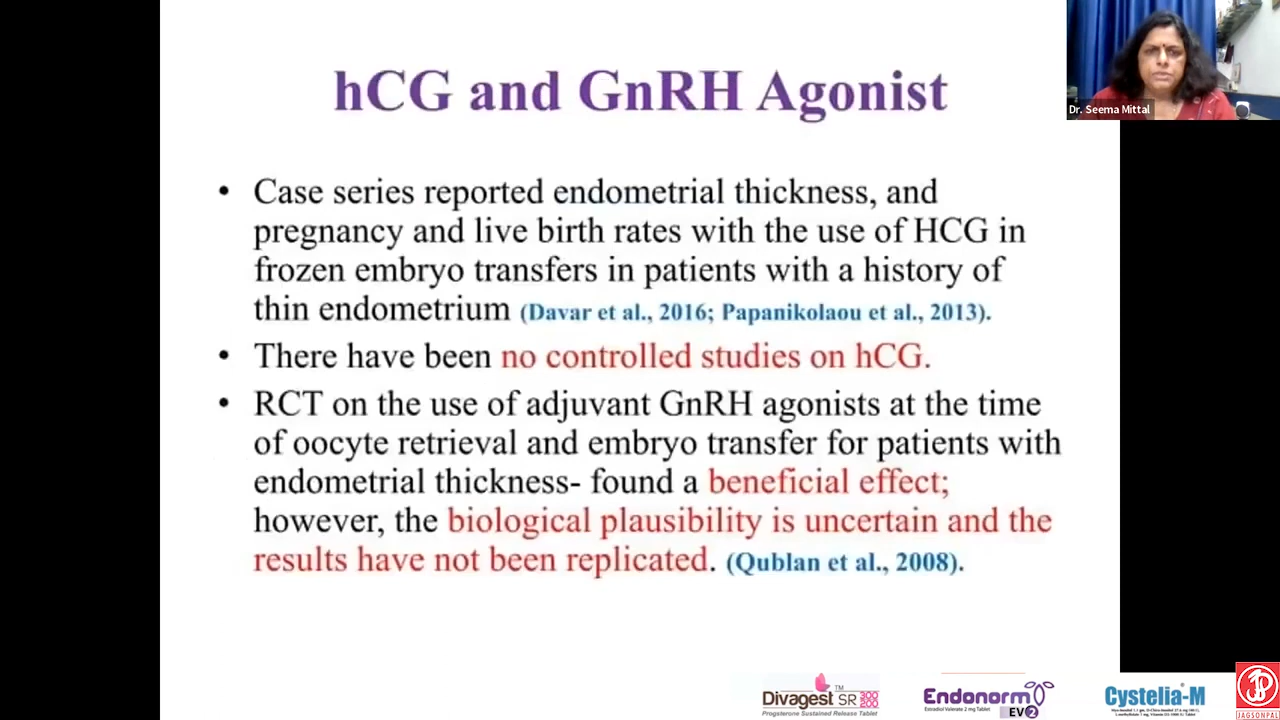 hCG and GnRH Agonist
Dr. Seema Mittal
• Case series reported endometrial thickness, and
pregnancy and live birth rates with the use of HCG in
frozen embryo transfers in patients with a history of
thin endometrium (Davar et al., 2016; Papanikolaou et al., 2013).
• There have been no controlled studies on hCG.
• RCT on the use of adjuvant GnRH agonists at the time
of oocyte retrieval and embryo transfer for patients with
endometrial thickness- found a beneficial effect;
however, the biological plausibility is uncertain and the
results have not been replicated. (Qublan et al., 2008).
Divagest SR 300 200 TM
Progesterone Sustained Release Tablet
Endonorm
Estradiol Valerate 2 mg Tablet
EV2
Cystelia-M
JAGSONPAL